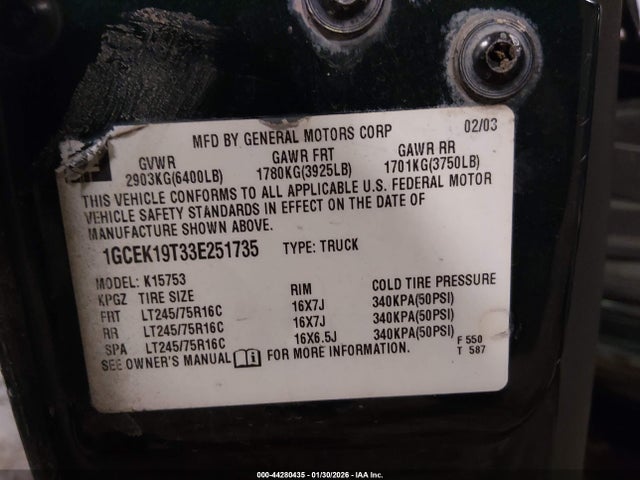 MFD BY GENERAL MOTORS CORP 02/03
GVWR GAWR FRT GAWR RR
2903KG(6400LB) 1780KG(3925LB) 1701KG(3750LB)
THIS VEHICLE CONFORMS TO ALL APPLICABLE U.S. FEDERAL MOTOR
VEHICLE SAFETY STANDARDS IN EFFECT ON THE DATE OF
MANUFACTURE SHOWN ABOVE.
1GCEK19T33E251735 TYPE: TRUCK
MODEL: K15753
KPGZ TIRE SIZE RIM COLD TIRE PRESSURE
FRT LT245/75R16C 16X7J 340KPA(50PSI)
RR LT245/75R16C 16X7J 340KPA(50PSI)
SPA LT245/75R16C 16X6.5J 340KPA(50PSI)
SEE OWNER'S MANUAL FOR MORE INFORMATION.
F 550
T 587
000-44280435 - 01/30/2026 - IAA Inc.